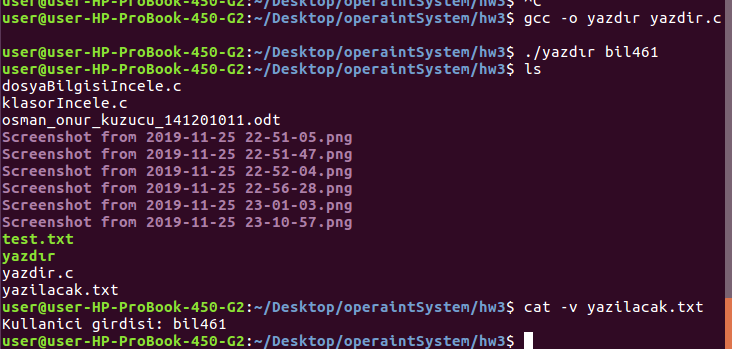 user@user-HP-ProBook-450-G2:~/Desktop/operaintSystem/hw3$ ^C
user@user-HP-ProBook-450-G2:~/Desktop/operaintSystem/hw3$ gcc -o yazdır yazdir.c
user@user-HP-ProBook-450-G2:~/Desktop/operaintSystem/hw3$ ./yazdır bil461
user@user-HP-ProBook-450-G2:~/Desktop/operaintSystem/hw3$ ls
dosyaBilgisiIncele.c
klasorIncele.c
osman_onur_kuzucu_141201011.odt
Screenshot from 2019-11-25 22-51-05.png
Screenshot from 2019-11-25 22-51-47.png
Screenshot from 2019-11-25 22-52-04.png
Screenshot from 2019-11-25 22-56-28.png
Screenshot from 2019-11-25 23-01-03.png
Screenshot from 2019-11-25 23-10-57.png
test.txt
yazdır
yazdir.c
yazilacak.txt
user@user-HP-ProBook-450-G2:~/Desktop/operaintSystem/hw3$ cat -v yazilacak.txt
Kullanici girdisi: bil461
user@user-HP-ProBook-450-G2:~/Desktop/operaintSystem/hw3$